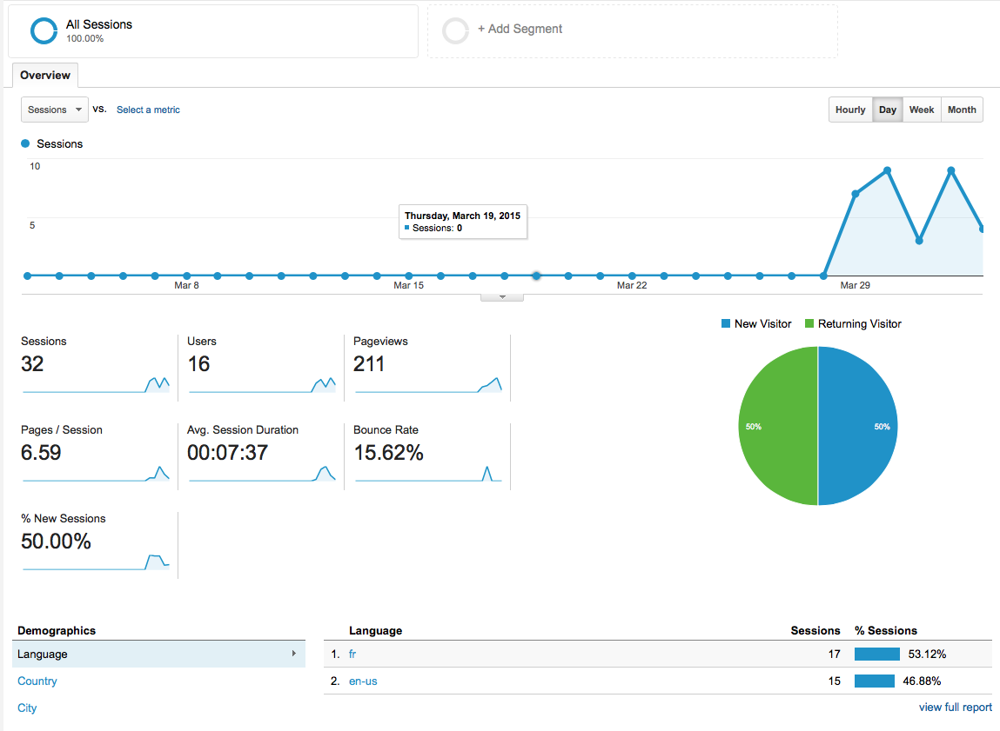 All Sessions
100.00%
+ Add Segment
Overview
Sessions vs. Select a metric
Hourly Day Week Month
Sessions
10
5
Thursday, March 19, 2015
Sessions: 0
Mar 8 Mar 15 Mar 22 Mar 29
New Visitor Returning Visitor
Sessions Users Pageviews
32 16 211
50% 50%
Pages / Session Avg. Session Duration Bounce Rate
6.59 00:07:37 15.62%
% New Sessions
50.00%
Demographics Language Sessions % Sessions
Language 1. fr 17 53.12%
Country 2. en-us 15 46.88%
City view full report